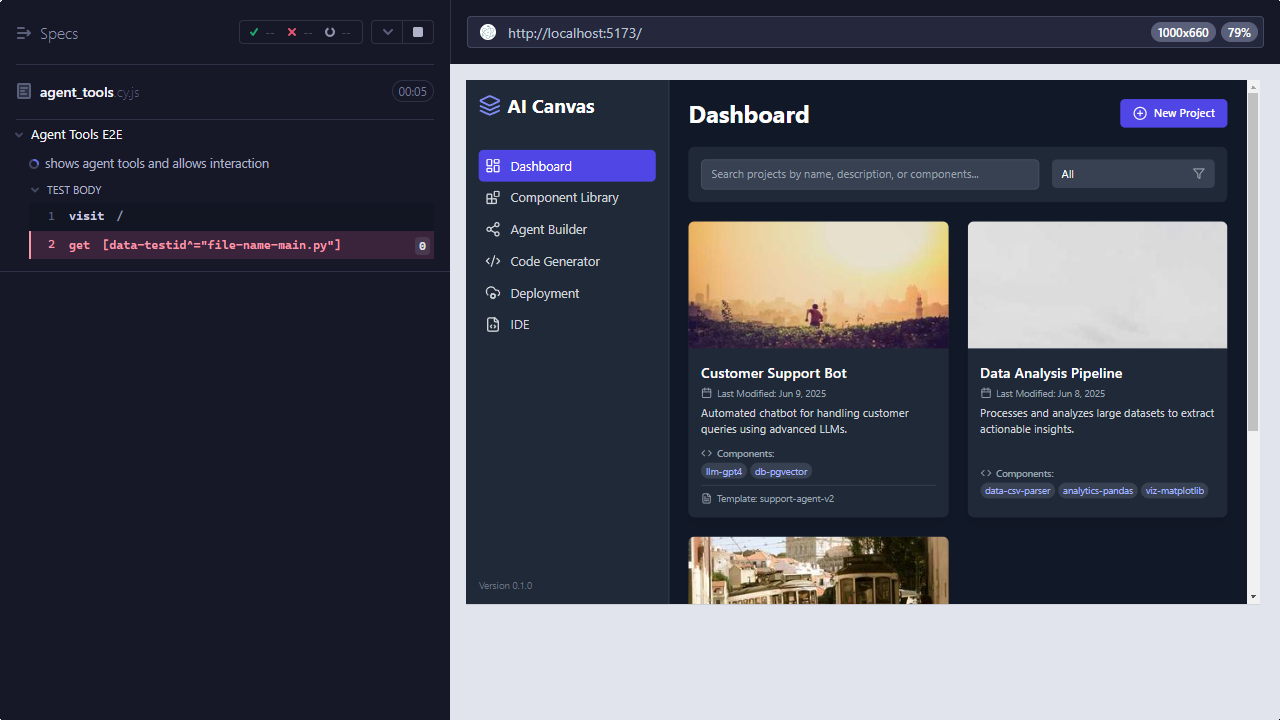 Specs
-- -- --
agent_tools cy.js
00:05
Agent Tools E2E
shows agent tools and allows interaction
TEST BODY
1 visit /
2 get [data-testid^="file-name-main.py"] 0
http://localhost:5173/
1000x660 79%
AI Canvas
Dashboard
Component Library
Agent Builder
Code Generator
Deployment
IDE
Version 0.1.0
Dashboard
New Project
Search projects by name, description, or components...
All
Customer Support Bot
Last Modified: Jun 9, 2025
Automated chatbot for handling customer
queries using advanced LLMs.
Components:
llm-gpt4 db-pgvector
Template: support-agent-v2
Data Analysis Pipeline
Last Modified: Jun 8, 2025
Processes and analyzes large datasets to extract
actionable insights.
Components:
data-csv-parser analytics-pandas viz-matplotlib